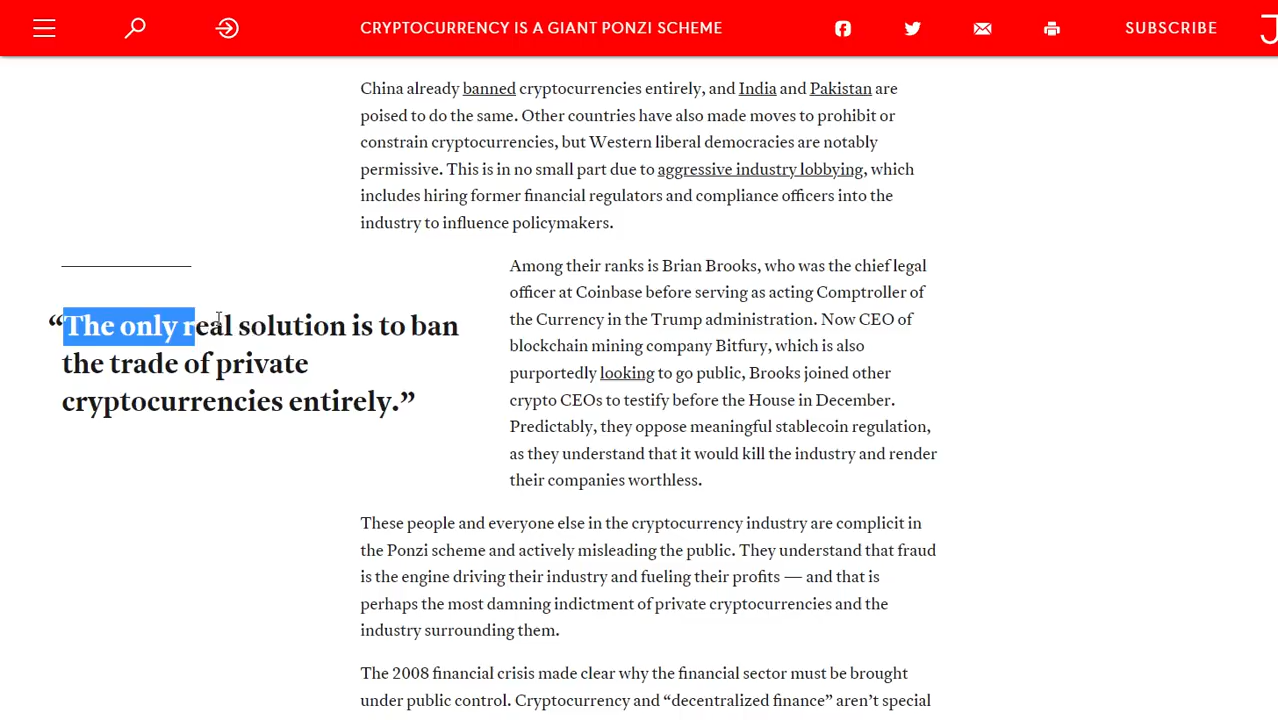 CRYPTOCURRENCY IS A GIANT PONZI SCHEME
SUBSCRIBE
J
China already banned cryptocurrencies entirely, and India and Pakistan are
poised to do the same. Other countries have also made moves to prohibit or
constrain cryptocurrencies, but Western liberal democracies are notably
permissive. This is in no small part due to aggressive industry lobbying, which
includes hiring former financial regulators and compliance officers into the
industry to influence policymakers.
“The only real solution is to ban
the trade of private
cryptocurrencies entirely.”
Among their ranks is Brian Brooks, who was the chief legal
officer at Coinbase before serving as acting Comptroller of
the Currency in the Trump administration. Now CEO of
blockchain mining company Bitfury, which is also
purportedly looking to go public, Brooks joined other
crypto CEOs to testify before the House in December.
Predictably, they oppose meaningful stablecoin regulation,
as they understand that it would kill the industry and render
their companies worthless.
These people and everyone else in the cryptocurrency industry are complicit in
the Ponzi scheme and actively misleading the public. They understand that fraud
is the engine driving their industry and fueling their profits — and that is
perhaps the most damning indictment of private cryptocurrencies and the
industry surrounding them.
The 2008 financial crisis made clear why the financial sector must be brought
under public control. Cryptocurrency and “decentralized finance” aren’t special